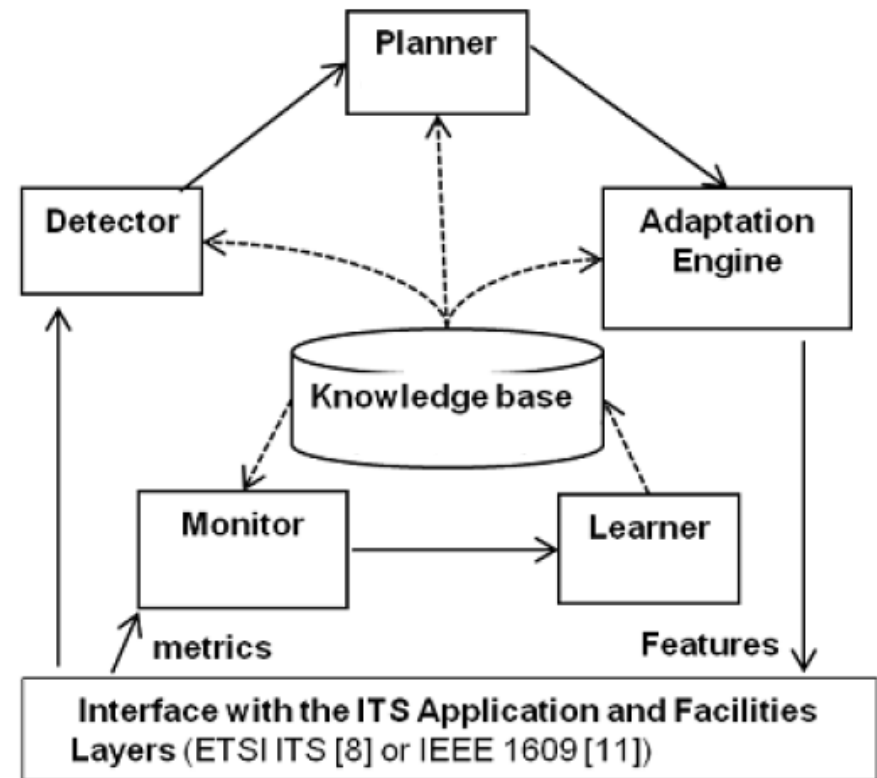 Planner
Detector
Adaptation
Engine
Knowledge base
Monitor
Learner
metrics
Features
Interface with the ITS Application and Facilities
Layers (ETSI ITS [8] or IEEE 1609 [11])